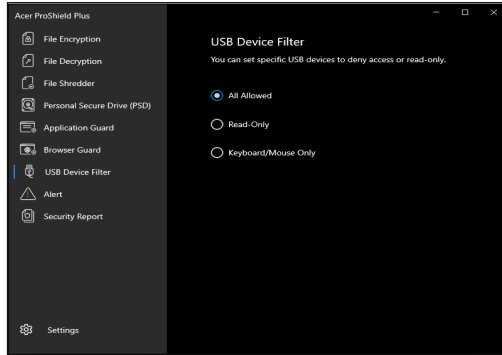 Acer ProShield Plus
File Encryption
File Decryption
File Shredder
Personal Secure Drive (PSD)
Application Guard
Browser Guard
USB Device Filter
Alert
Security Report
Settings
USB Device Filter
You can set specific USB devices to deny access or read-only.
All Allowed
Read-Only
Keyboard/Mouse Only